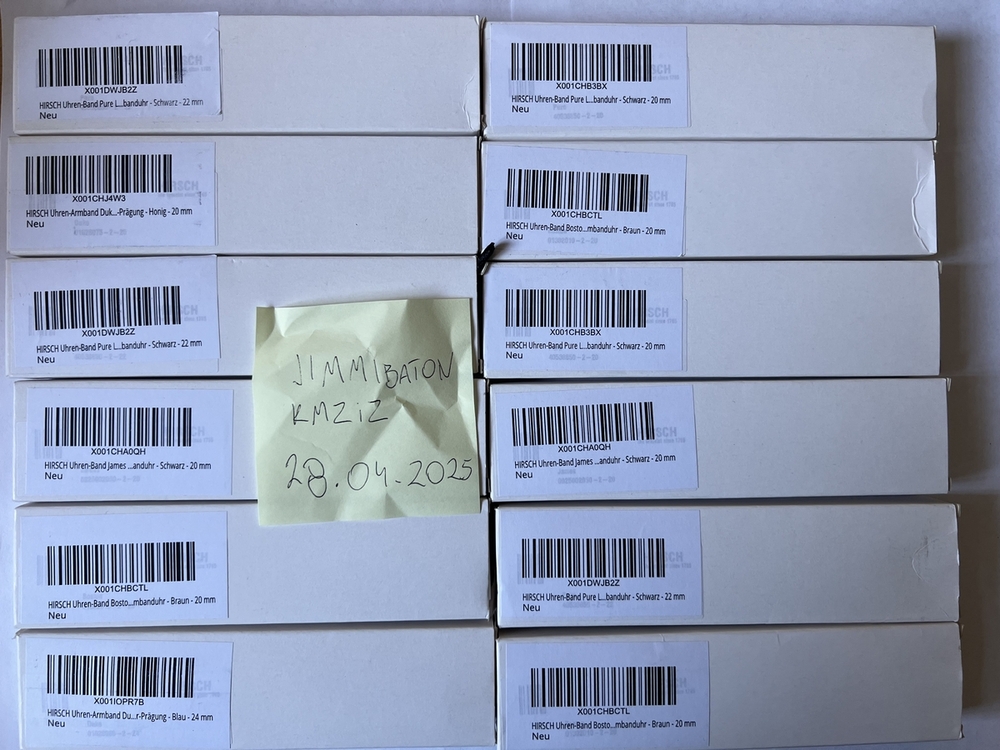 X001DWJB2Z
HIRSCH Uhren-Band Pure L...banduhr - Schwarz - 22 mm
Neu
X001CHJ4W3
HIRSCH Uhren-Armband Duk...-Prägung - Honig - 20 mm
Neu
X001DWJB2Z
HIRSCH Uhren-Band Pure L...banduhr - Schwarz - 22 mm
Neu
X001CHA0QH
HIRSCH Uhren-Band James ...anduhr - Schwarz - 20 mm
Neu
X001CHBCTL
HIRSCH Uhren-Band Bosto...mbanduhr - Braun - 20 mm
Neu
X001IOPR7B
HIRSCH Uhren-Armband Du...r-Prägung - Blau - 24 mm
Neu
JIMMIBATON
KMZIZ
28.04.2025
X001CHB3BX
HIRSCH Uhren-Band Pure L...banduhr - Schwarz - 20 mm
Neu
X001CHBCTL
HIRSCH Uhren-Band Bosto...mbanduhr - Braun - 20 mm
Neu
X001CHB3BX
HIRSCH Uhren-Band Pure L...banduhr - Schwarz - 20 mm
Neu
X001CHA0QH
HIRSCH Uhren-Band James ...anduhr - Schwarz - 20 mm
Neu
X001DWJB2Z
HIRSCH Uhren-Band Pure L...banduhr - Schwarz - 22 mm
Neu
X001CHBCTL
HIRSCH Uhren-Band Bosto...mbanduhr - Braun - 20 mm
Neu